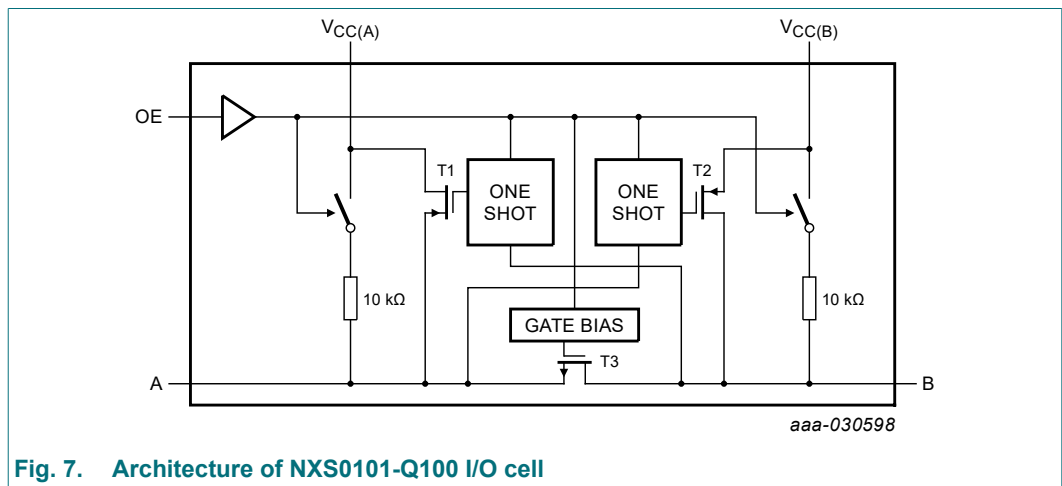 VCC(A)
VCC(B)
OE
T1
ONE
SHOT
ONE
SHOT
T2
10 kΩ
10 kΩ
GATE BIAS
T3
A
B
aaa-030598
Fig. 7. Architecture of NXS0101-Q100 I/O cell